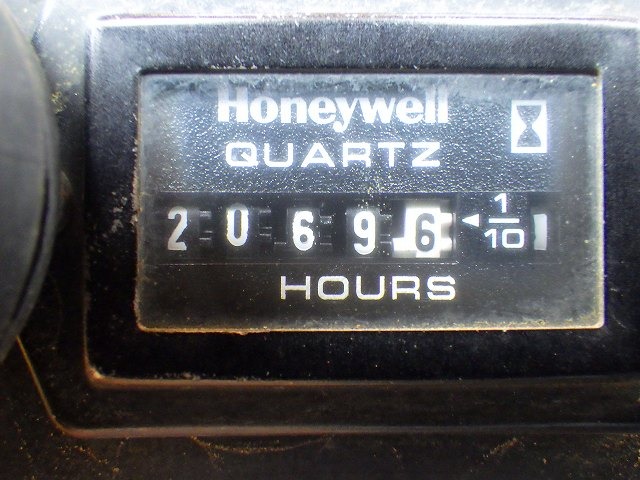 Honeywell
QUARTZ
20696 ◄ 1/10
HOURS